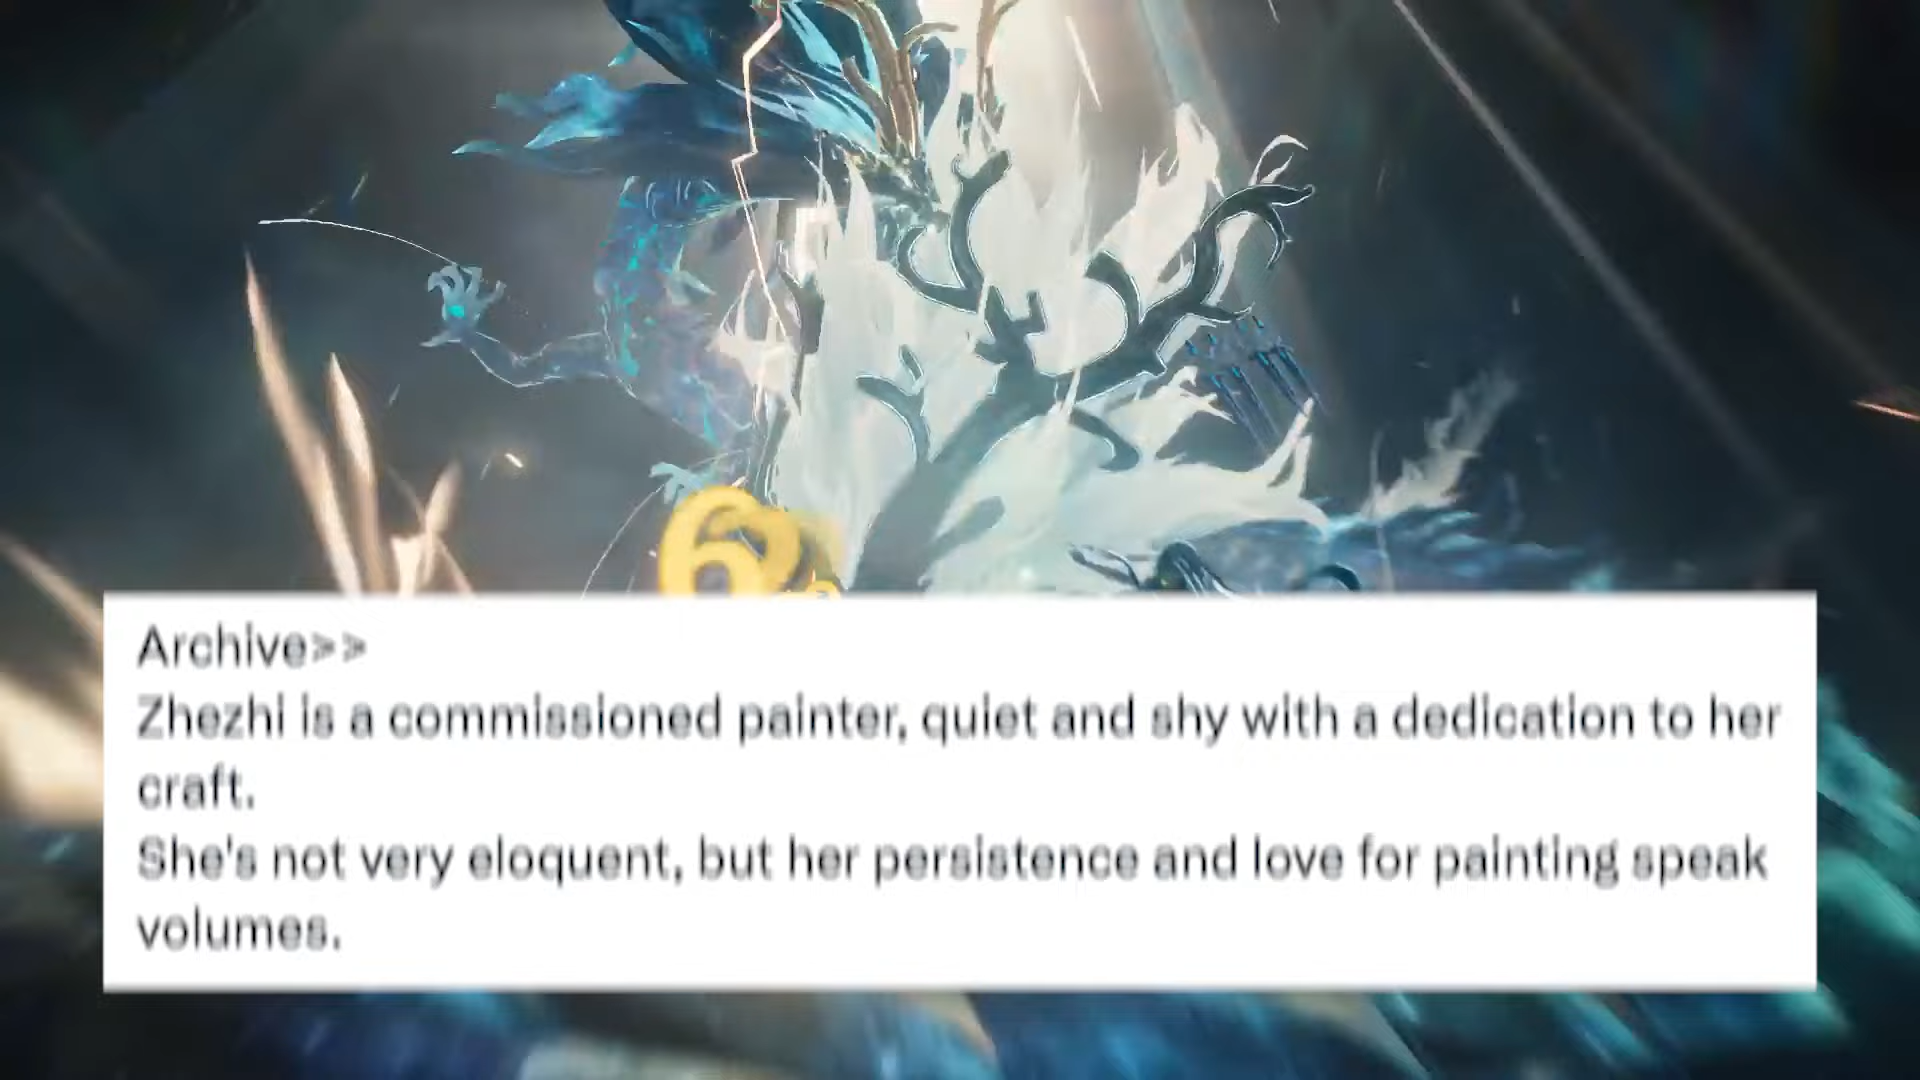 Archive>>
Zhezhi is a commissioned painter, quiet and shy with a dedication to her
craft.
She's not very eloquent, but her persistence and love for painting speak
volumes.